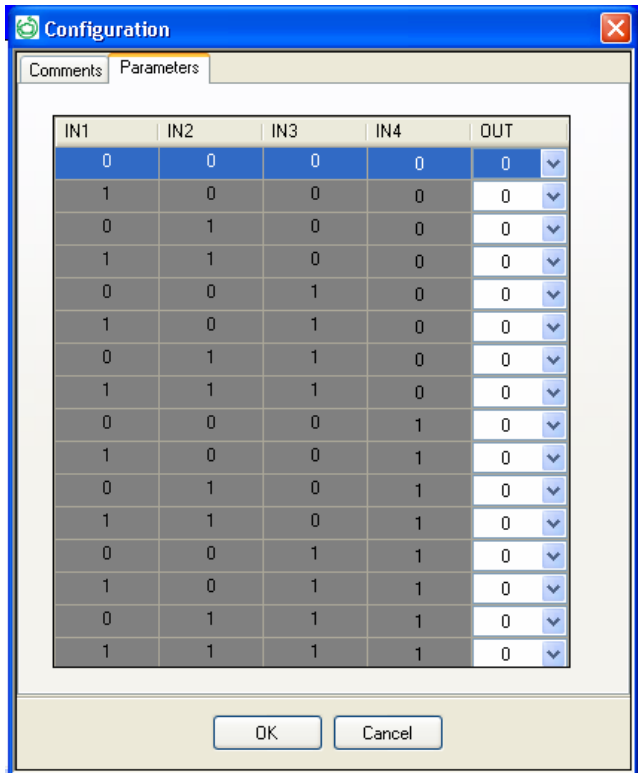 Configuration
Comments Parameters
IN1 IN2 IN3 IN4 OUT
0 0 0 0 0
1 0 0 0 0
0 1 0 0 0
1 1 0 0 0
0 0 1 0 0
1 0 1 0 0
0 1 1 0 0
1 1 1 0 0
0 0 0 1 0
1 0 0 1 0
0 1 0 1 0
1 1 0 1 0
0 0 1 1 0
1 0 1 1 0
0 1 1 1 0
1 1 1 1 0
OK Cancel